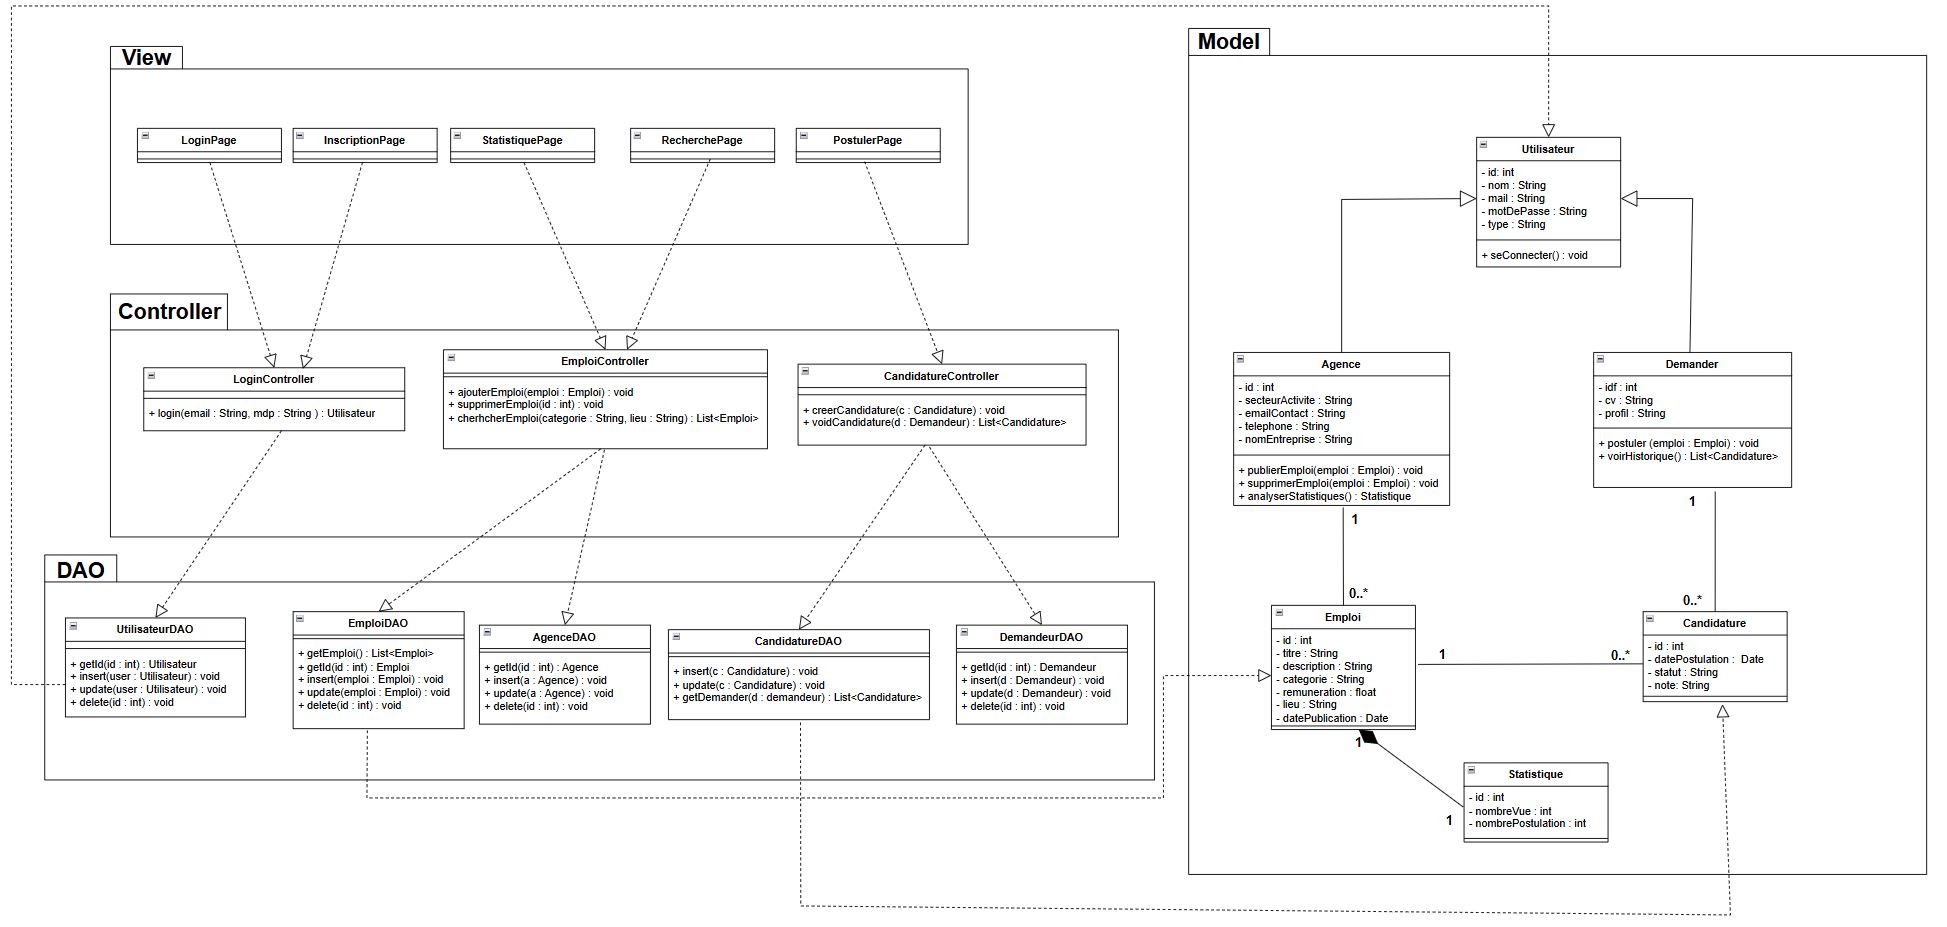 View
LoginPage
InscriptionPage
StatistiquePage
RecherchePage
PostulerPage
Controller
LoginController
+ login(email : String, mdp : String ) : Utilisateur
EmploiController
+ ajouterEmploi(emploi : Emploi) : void
+ supprimerEmploi(id : int) : void
+ cherhcherEmploi(categorie : String, lieu : String) : List<Emploi>
CandidatureController
+ creerCandidature(c : Candidature) : void
+ voidCandidature(d : Demandeur) : List<Candidature>
DAO
UtilisateurDAO
+ getId(id : int) : Utilisateur
+ insert(user : Utilisateur) : void
+ update(user : Utilisateur) : void
+ delete(id : int) : void
EmploiDAO
+ getEmploi() : List<Emploi>
+ getId(id : int) : Emploi
+ insert(emploi : Emploi) : void
+ update(emploi : Emploi) : void
+ delete(id : int) : void
AgenceDAO
+ getId(id : int) : Agence
+ insert(a : Agence) : void
+ update(a : Agence) : void
+ delete(id : int) : void
CandidatureDAO
+ insert(c : Candidature) : void
+ update(c : Candidature) : void
+ getDemander(d : demandeur) : List<Candidature>
DemandeurDAO
+ getId(id : int) : Demandeur
+ insert(d : Demandeur) : void
+ update(d : Demandeur) : void
+ delete(id : int) : void
Model
Utilisateur
- id: int
- nom : String
- mail : String
- motDePasse : String
- type : String
+ seConnecter() : void
Agence
- id : int
- secteurActivite : String
- emailContact : String
- telephone : String
- nomEntreprise : String
+ publierEmploi(emploi : Emploi) : void
+ supprimerEmploi(emploi : Emploi) : void
+ analyserStatistiques() : Statistique
Demander
- idf : int
- cv : String
- profil : String
+ postuler (emploi : Emploi) : void
+ voirHistorique() : List<Candidature>
1
0..*
1
0..*
Emploi
- id : int
- titre : String
- description : String
- categorie : String
- remuneration : float
- lieu : String
- datePublication : Date
1
0..*
Candidature
- id : int
- datePostulation : Date
- statut : String
- note: String
1
1
Statistique
- id : int
- nombreVue : int
- nombrePostulation : int